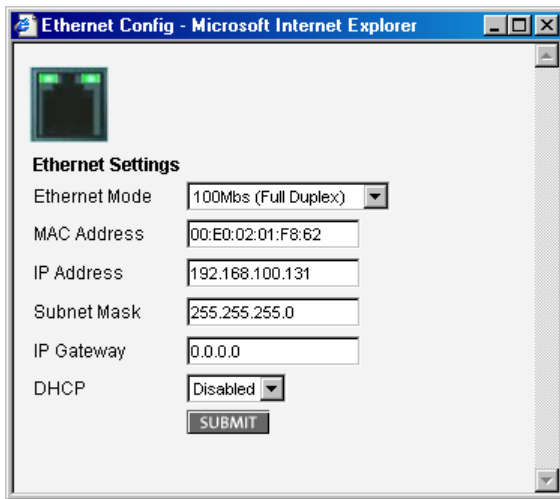 Ethernet Config - Microsoft Internet Explorer
Ethernet Settings
Ethernet Mode 100Mbs (Full Duplex)
MAC Address 00:E0:02:01:F8:62
IP Address 192.168.100.131
Subnet Mask 255.255.255.0
IP Gateway 0.0.0.0
DHCP Disabled
SUBMIT